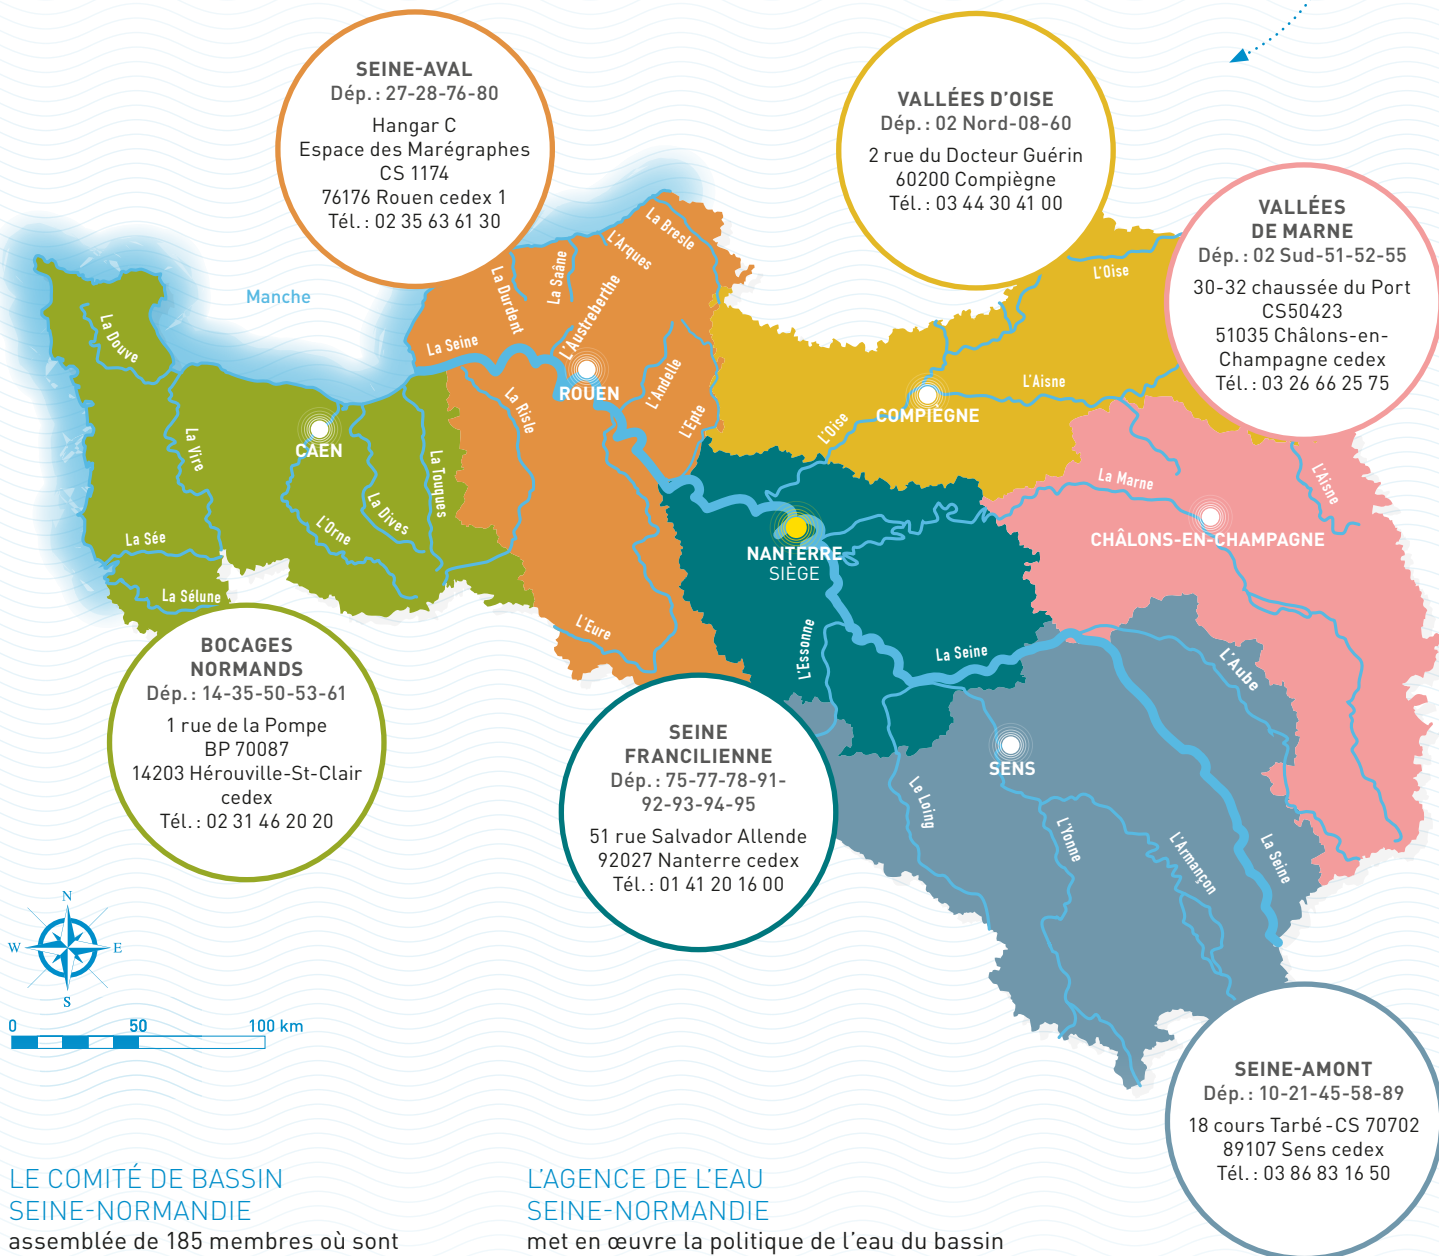 SEINE-AVAL
Dép. : 27-28-76-80
Hangar C
Espace des Marégraphes
CS 1174
76176 Rouen cedex 1
Tél. : 02 35 63 61 30
VALLÉES D'OISE
Dép. : 02 Nord-08-60
2 rue du Docteur Guérin
60200 Compiègne
Tél. : 03 44 30 41 00
VALLÉES
DE MARNE
Dép. : 02 Sud-51-52-55
30-32 chaussée du Port
CS50423
51035 Châlons-en-
Champagne cedex
Tél. : 03 26 66 25 75
Manche
La Douve
La Vire
La Sée
La Sélune
CAEN
L'Orne
La Dives
La Touques
La Seine
La Durdent
La Saâne
L'Arques
La Bresle
L'Austreberthe
ROUEN
La Risle
L'Andelle
L'Epte
L'Eure
L'Oise
L'Oise
L'Aisne
COMPIÈGNE
La Marne
L'Aisne
CHÂLONS-EN-CHAMPAGNE
NANTERRE
SIÈGE
L'Essonne
La Seine
L'Aube
SENS
Le Loing
L'Yonne
L'Armançon
La Seine
BOCAGES
NORMANDS
Dép. : 14-35-50-53-61
1 rue de la Pompe
BP 70087
14203 Hérouville-St-Clair
cedex
Tél. : 02 31 46 20 20
SEINE
FRANCILIENNE
Dép. : 75-77-78-91-
92-93-94-95
51 rue Salvador Allende
92027 Nanterre cedex
Tél. : 01 41 20 16 00
SEINE-AMONT
Dép. : 10-21-45-58-89
18 cours Tarbé - CS 70702
89107 Sens cedex
Tél. : 03 86 83 16 50
N
W
E
S
0
50
100 km
LE COMITÉ DE BASSIN
SEINE-NORMANDIE
assemblée de 185 membres où sont
L'AGENCE DE L'EAU
SEINE-NORMANDIE
met en œuvre la politique de l'eau du bassin